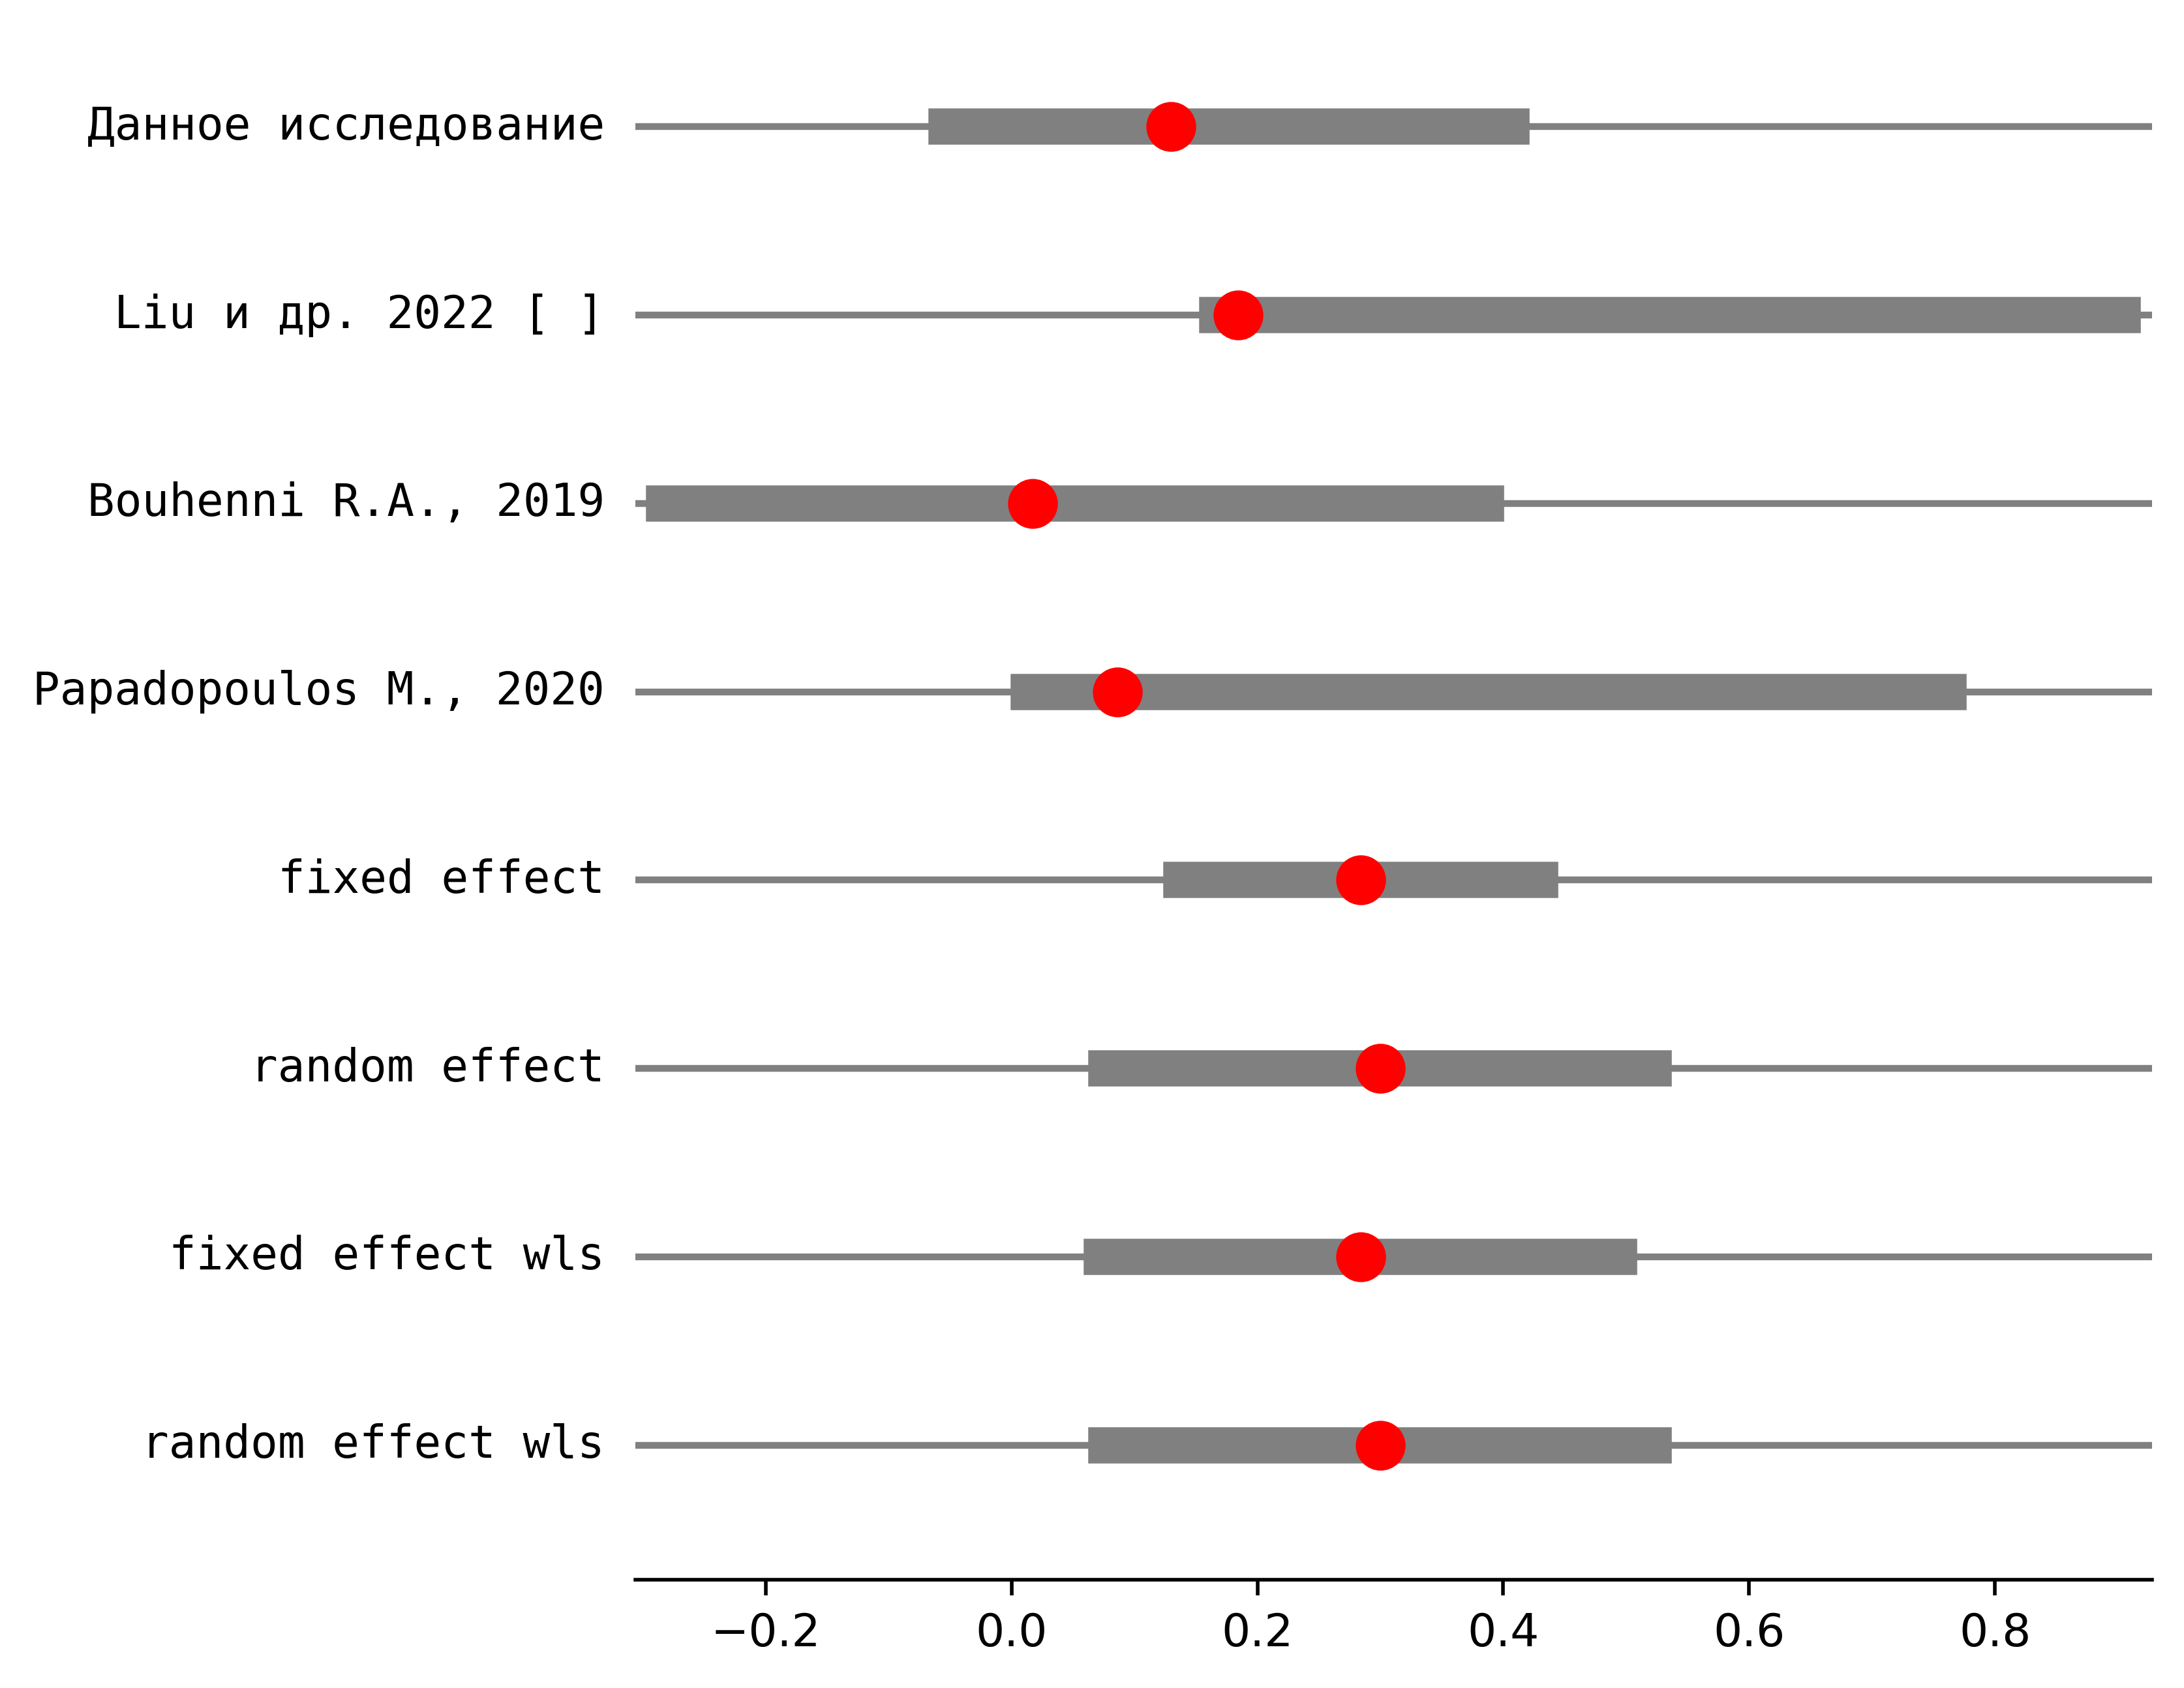 Данное исследование
Liu и др. 2022 [ ]
Bouhenni R.A., 2019
Papadopoulos M., 2020
fixed effect
random effect
fixed effect wls
random effect wls
−0.2 0.0 0.2 0.4 0.6 0.8